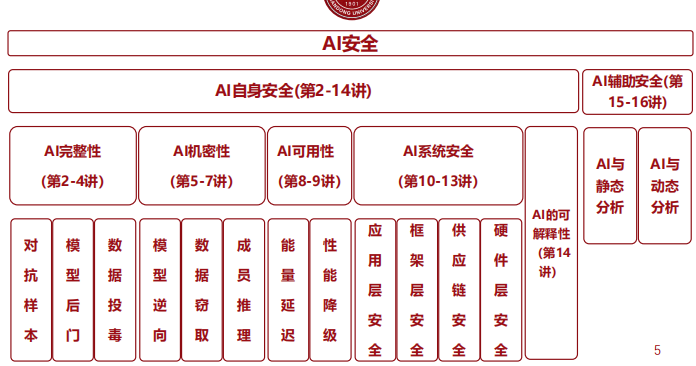 1901
SHANDONG UNIVERSITY
AI安全
AI自身安全(第2-14讲)
AI辅助安全(第
15-16讲)
AI完整性
(第2-4讲)
AI机密性
(第5-7讲)
AI可用性
(第8-9讲)
AI系统安全
(第10-13讲)
AI的可
解释性
(第14
讲)
AI与
静态
分析
AI与
动态
分析
对抗样本
模型后门
数据投毒
模型逆向
数据窃取
成员推理
能量延迟
性能降级
应用层安全
框架层安全
供应链安全
硬件层安全
5